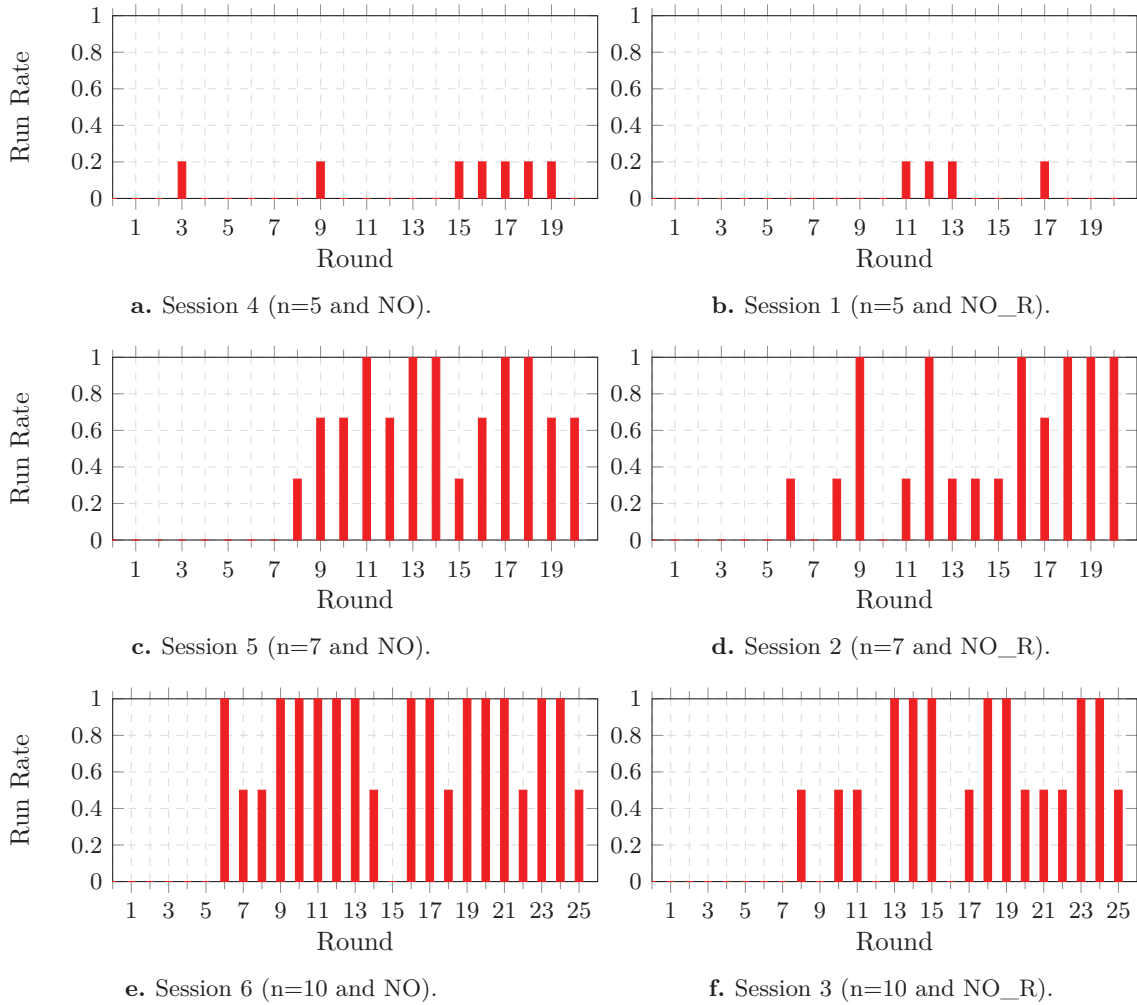 1
0.8
0.6
0.4
0.2
0
Run Rate
1 3 5 7 9 11 13 15 17 19
Round
a. Session 4 (n=5 and NO).
1
0.8
0.6
0.4
0.2
0
1 3 5 7 9 11 13 15 17 19
Round
b. Session 1 (n=5 and NO_R).
1
0.8
0.6
0.4
0.2
0
Run Rate
1 3 5 7 9 11 13 15 17 19
Round
c. Session 5 (n=7 and NO).
1
0.8
0.6
0.4
0.2
0
1 3 5 7 9 11 13 15 17 19
Round
d. Session 2 (n=7 and NO_R).
1
0.8
0.6
0.4
0.2
0
Run Rate
1 3 5 7 9 11 13 15 17 19 21 23 25
Round
e. Session 6 (n=10 and NO).
1
0.8
0.6
0.4
0.2
0
1 3 5 7 9 11 13 15 17 19 21 23 25
Round
f. Session 3 (n=10 and NO_R).